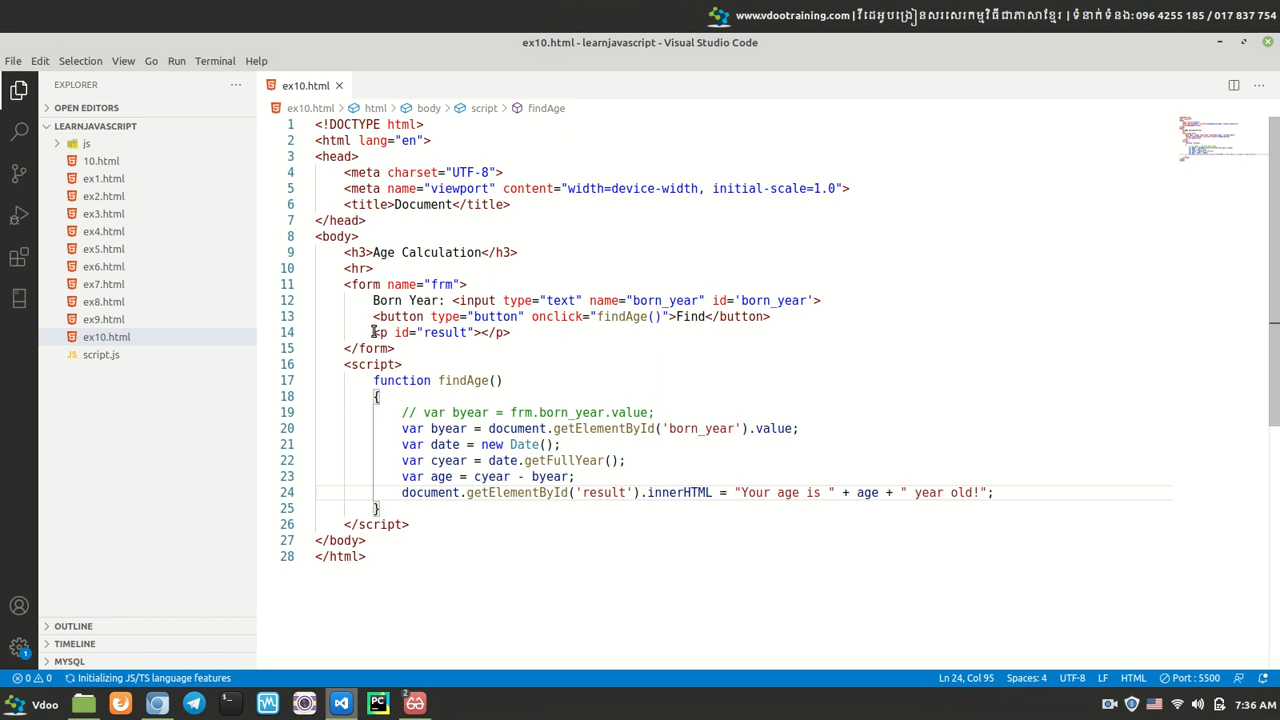 www.vdootraining.com | វីដេអូបង្រៀនសរសេរកម្មវិធីជាភាសាខ្មែរ | ទំនាក់ទំនង: 096 4255 185 / 017 837 754
ex10.html - learnjavascript - Visual Studio Code
File Edit Selection View Go Run Terminal Help
EXPLORER
OPEN EDITORS
LEARNJAVASCRIPT
js
10.html
ex1.html
ex2.html
ex3.html
ex4.html
ex5.html
ex6.html
ex7.html
ex8.html
ex9.html
ex10.html
script.js
OUTLINE
TIMELINE
MYSQL
ex10.html
ex10.html > html > body > script > findAge
1 <!DOCTYPE html>
2 <html lang="en">
3 <head>
4 <meta charset="UTF-8">
5 <meta name="viewport" content="width=device-width, initial-scale=1.0">
6 <title>Document</title>
7 </head>
8 <body>
9 <h3>Age Calculation</h3>
10 <hr>
11 <form name="frm">
12 Born Year: <input type="text" name="born_year" id='born_year'>
13 <button type="button" onclick="findAge()">Find</button>
14 <p id="result"></p>
15 </form>
16 <script>
17 function findAge()
18 {
19 // var byear = frm.born_year.value;
20 var byear = document.getElementById('born_year').value;
21 var date = new Date();
22 var cyear = date.getFullYear();
23 var age = cyear - byear;
24 document.getElementById('result').innerHTML = "Your age is " + age + " year old!";
25 }
26 </script>
27 </body>
28 </html>
0 0 Initializing JS/TS language features Ln 24, Col 95 Spaces: 4 UTF-8 LF HTML Port : 5500
Vdoo 2 7:36 AM